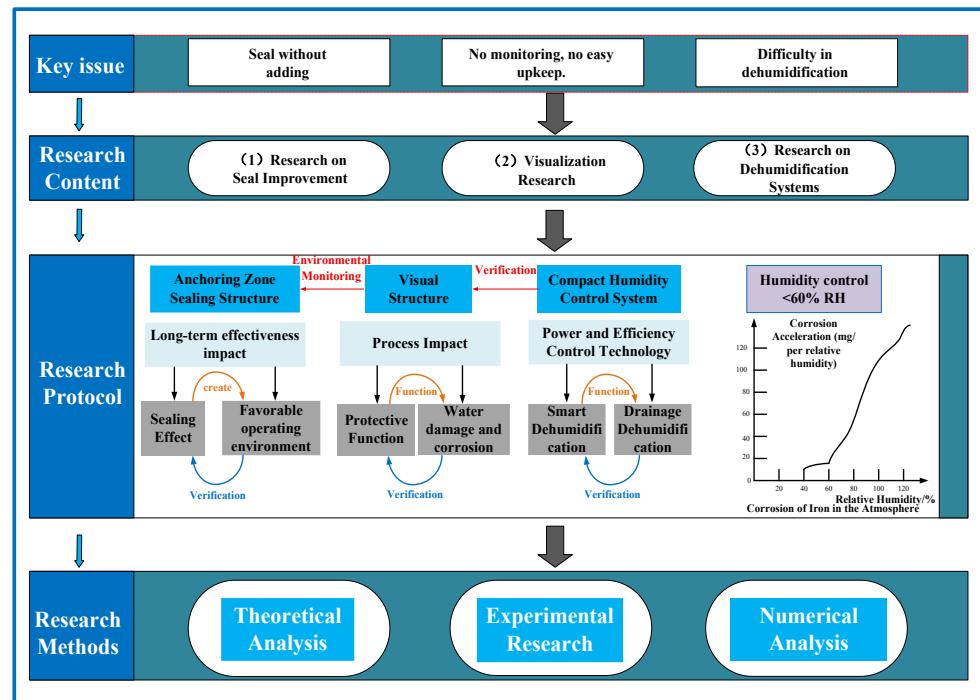 Key issue
Seal without
adding
No monitoring, no easy
upkeep.
Difficulty in
dehumidification
Research
Content
（1）Research on
Seal Improvement
（2）Visualization
Research
（3）Research on
Dehumidification
Systems
Research
Protocol
Environmental
Monitoring
Verification
Anchoring Zone
Sealing Structure
Visual
Structure
Compact Humidity
Control System
Humidity control
<60% RH
Long-term effectiveness
impact
Process Impact
Power and Efficiency
Control Technology
create
Function
Function
Sealing
Effect
Favorable
operating
environment
Protective
Function
Water
damage and
corrosion
Smart
Dehumidifi
cation
Drainage
Dehumidifi
cation
Verification
Verification
Verification
Corrosion
Acceleration (mg/
per relative
humidity)
120
100
80
60
40
20
0
20 40 60 80 100 120
Relative Humidity/%
Corrosion of Iron in the Atmosphere
Research
Methods
Theoretical
Analysis
Experimental
Research
Numerical
Analysis